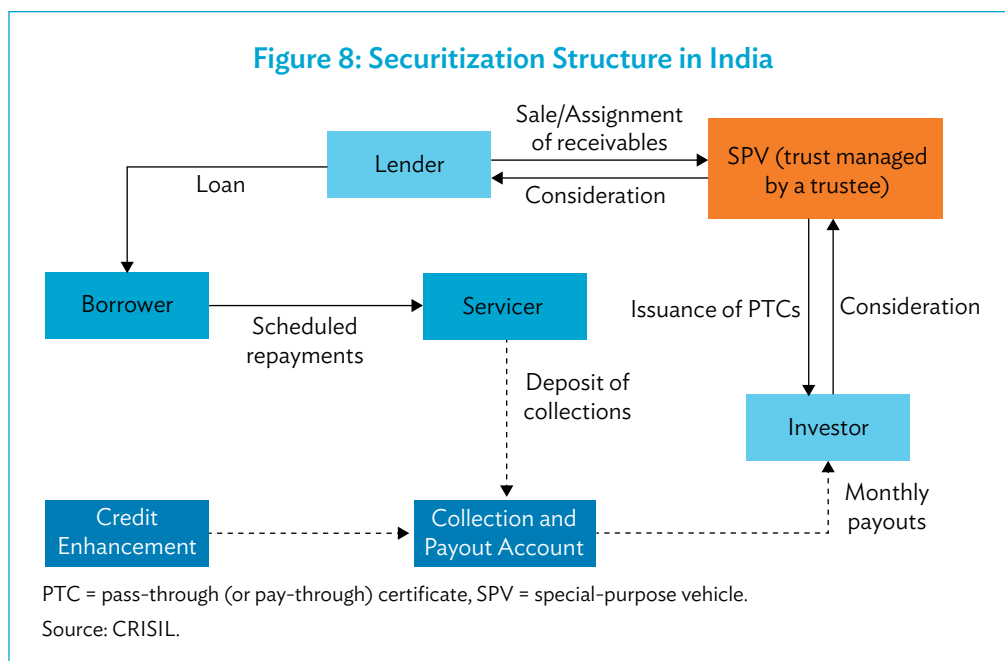 Figure 8: Securitization Structure in India
Sale/Assignment
of receivables
Lender
SPV (trust managed
by a trustee)
Loan
Consideration
Borrower
Servicer
Issuance of PTCs
Consideration
Scheduled
repayments
Deposit of
collections
Investor
Credit
Enhancement
Collection and
Payout Account
Monthly
payouts
PTC = pass-through (or pay-through) certificate, SPV = special-purpose vehicle.
Source: CRISIL.